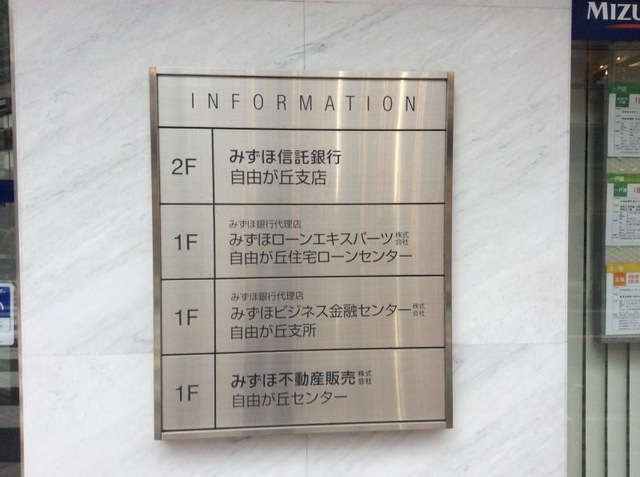 INFORMATION
2F
みずほ信託銀行
自由が丘支店
1F
みずほ銀行代理店
みずほローンエキスパーツ株式会社
自由が丘住宅ローンセンター
1F
みずほ銀行代理店
みずほビジネス金融センター株式会社
自由が丘支所
1F
みずほ不動産販売株式会社
自由が丘センター
MIZU